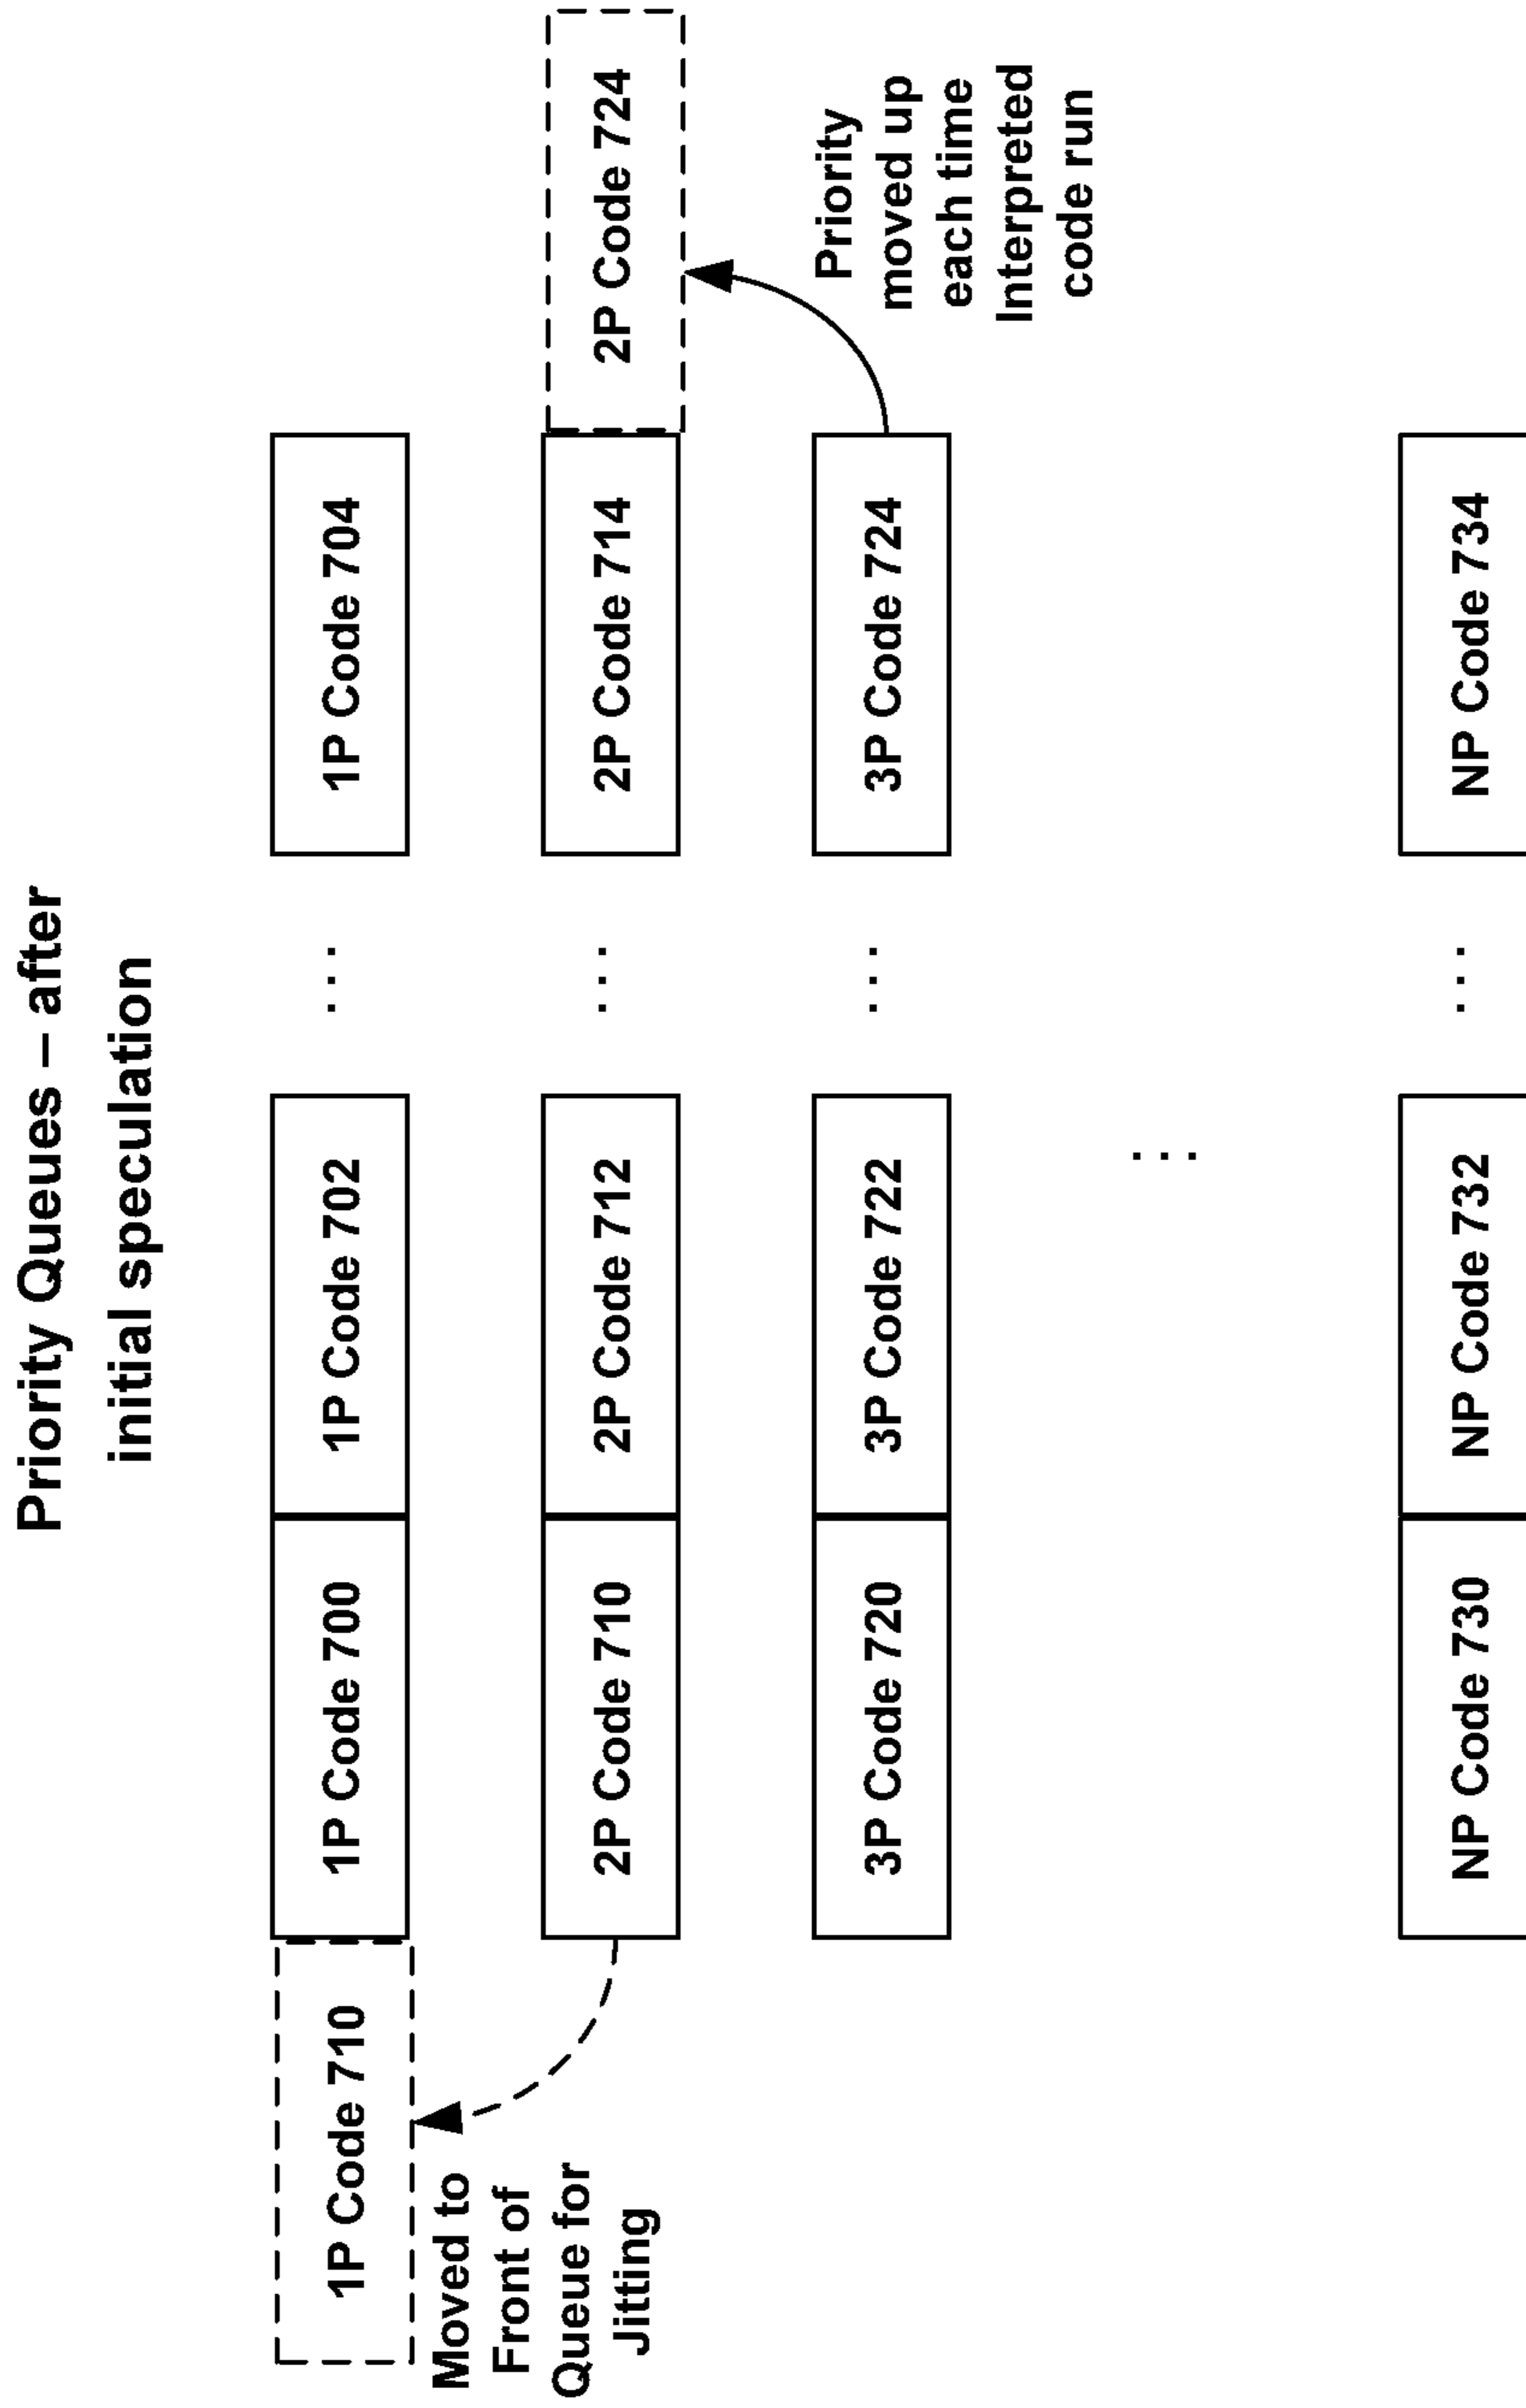 Priority Queues – after
initial speculation
1P Code 710
1P Code 700
1P Code 702
...
1P Code 704
Moved to
Front of
Queue for
Jitting
2P Code 710
2P Code 712
...
2P Code 714
2P Code 724
3P Code 720
3P Code 722
...
3P Code 724
Priority
moved up
each time
Interpreted
code run
...
NP Code 730
NP Code 732
...
NP Code 734